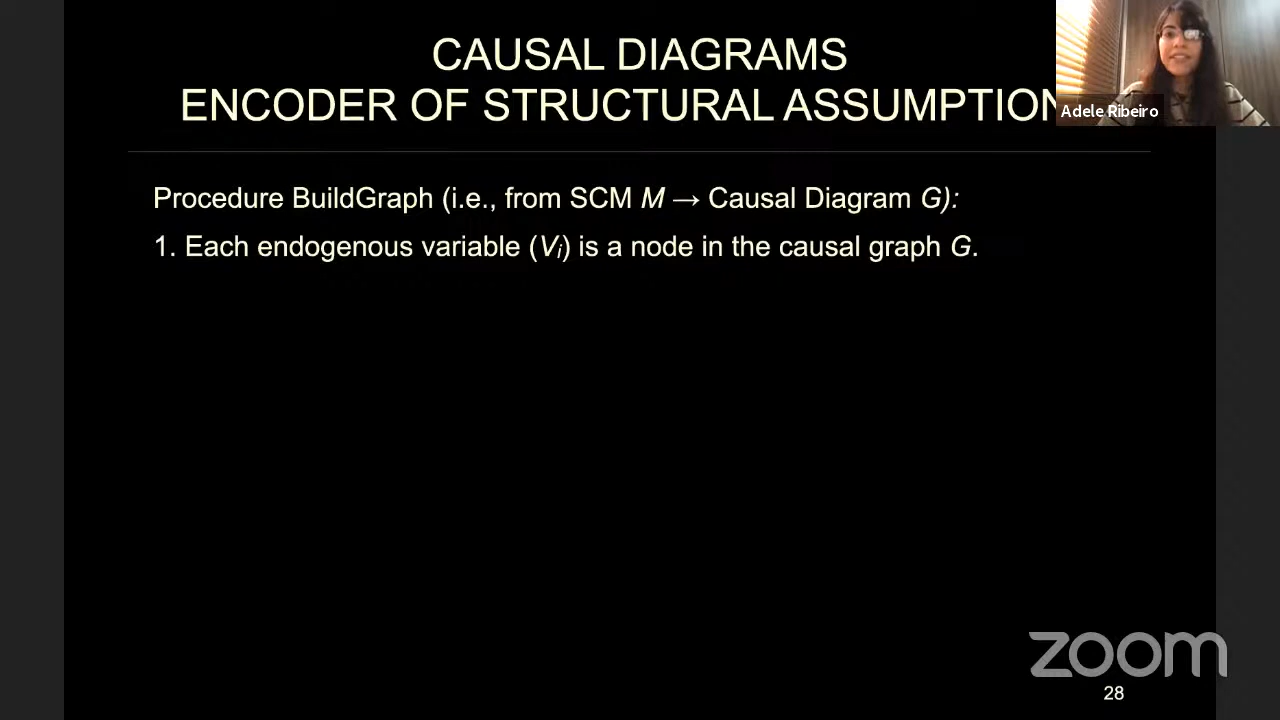 CAUSAL DIAGRAMS
ENCODER OF STRUCTURAL ASSUMPTION
Adele Ribeiro
Procedure BuildGraph (i.e., from SCM M → Causal Diagram G):
1. Each endogenous variable (Vi) is a node in the causal graph G.
zoom
28